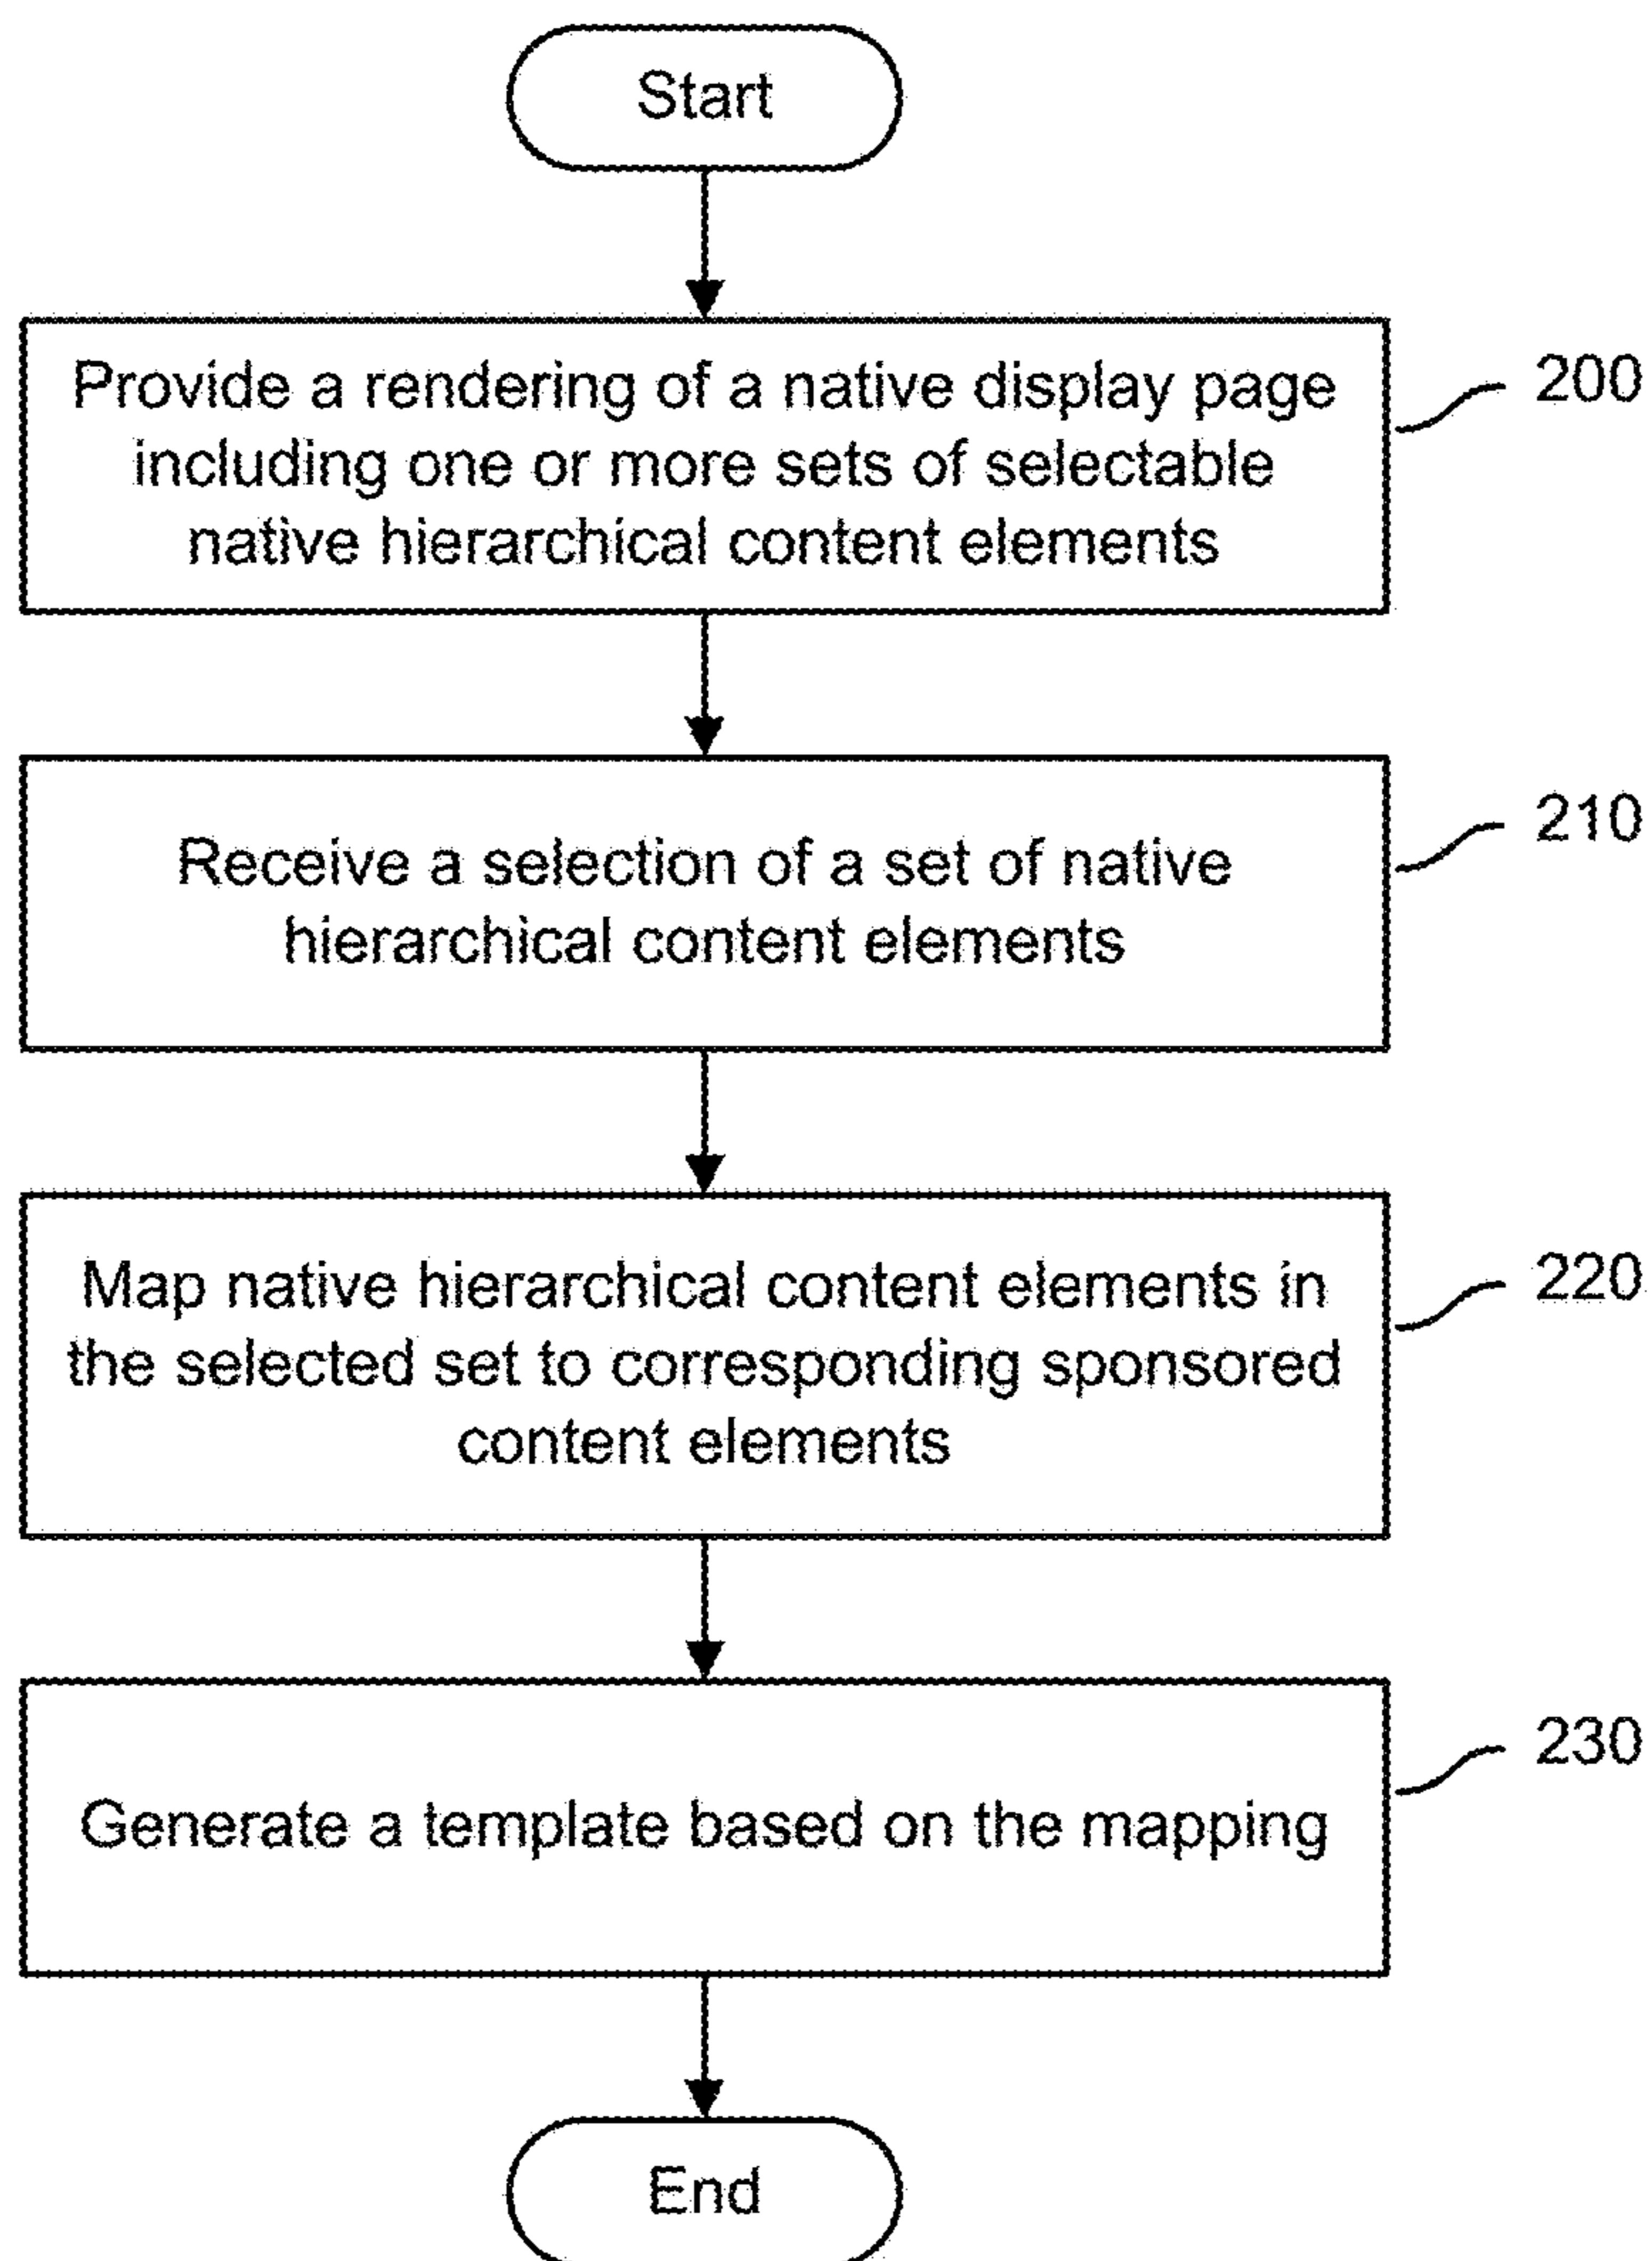 Start
Provide a rendering of a native display page
including one or more sets of selectable
native hierarchical content elements
200
Receive a selection of a set of native
hierarchical content elements
210
Map native hierarchical content elements in
the selected set to corresponding sponsored
content elements
220
Generate a template based on the mapping
230
End